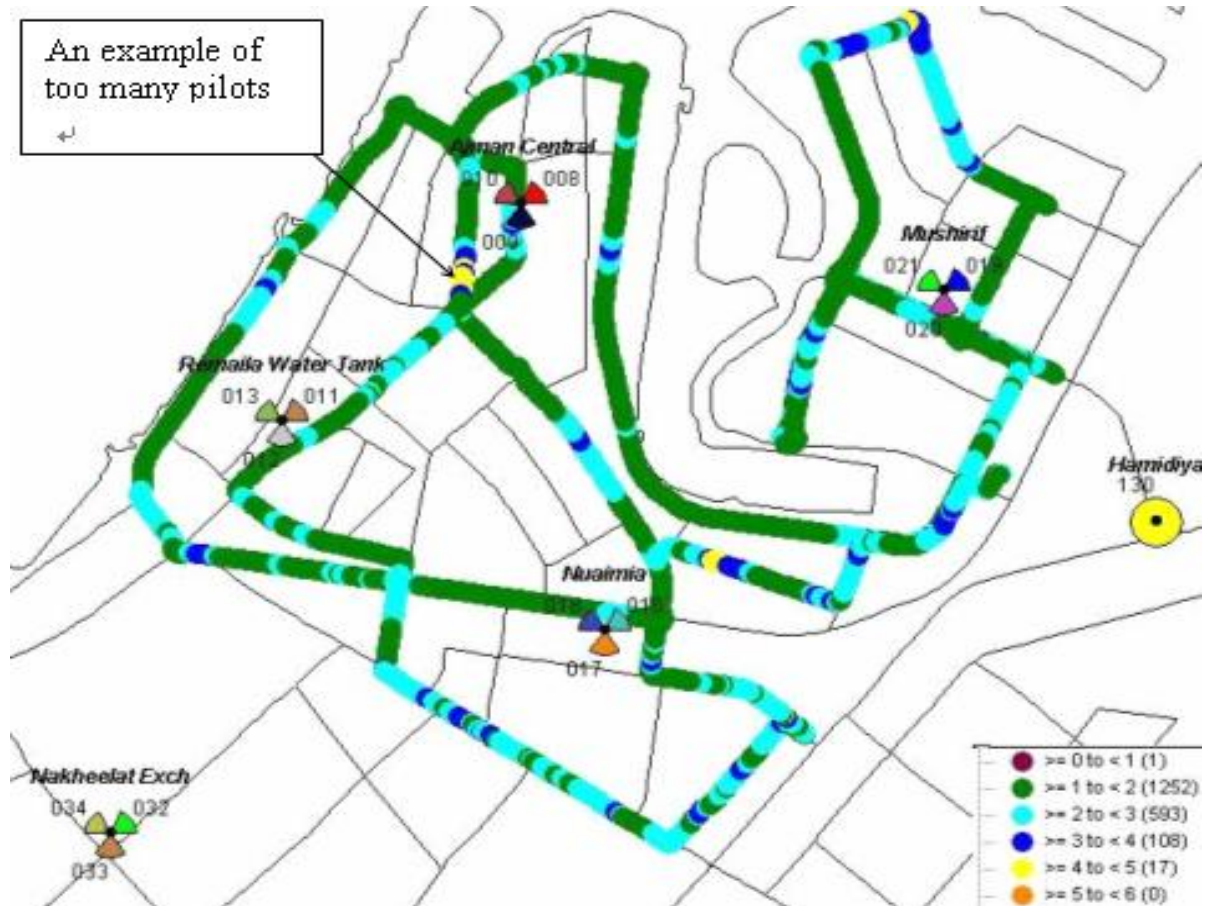 An example of
too many pilots
↵
Ajman Central
010 008
009
Mushirif
021 019
020
Remaila Water Tank
013 011
012
Hamidiya
130
Nuaimia
018 016
017
Nakheelat Exch
034 032
033
>= 0 to < 1 (1)
>= 1 to < 2 (1252)
>= 2 to < 3 (593)
>= 3 to < 4 (108)
>= 4 to < 5 (17)
>= 5 to < 6 (0)